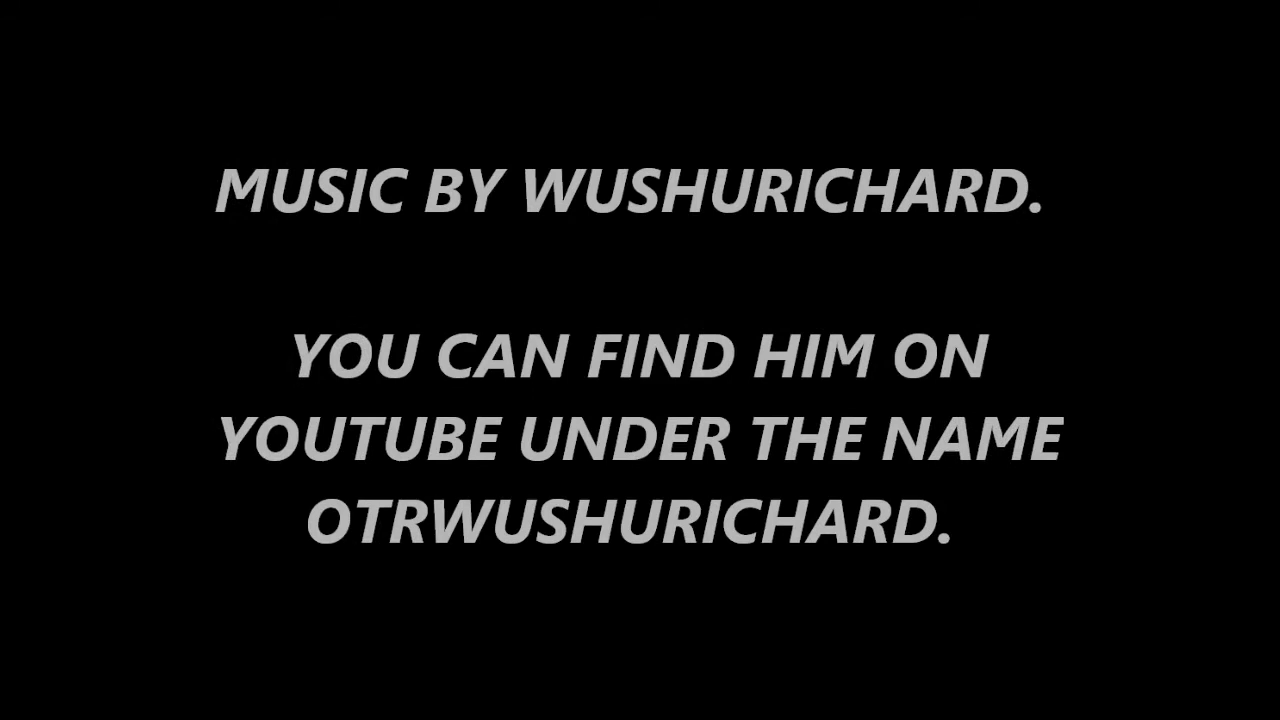 MUSIC BY WUSHURICHARD.
YOU CAN FIND HIM ON
YOUTUBE UNDER THE NAME
OTRWUSHURICHARD.